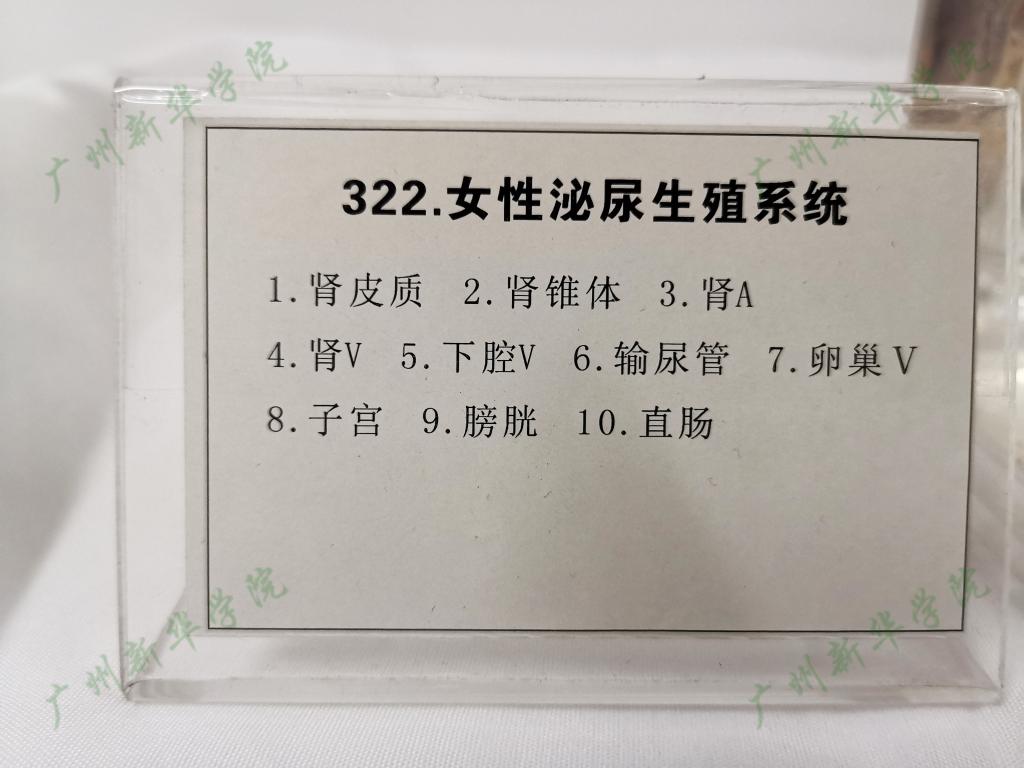 322.女性泌尿生殖系统
1.肾皮质 2.肾锥体 3.肾A
4.肾V 5.下腔V 6.输尿管 7.卵巢V
8.子宫 9.膀胱 10.直肠
广州新华学院
广州新华学院
广州新华学院
广州新华学院